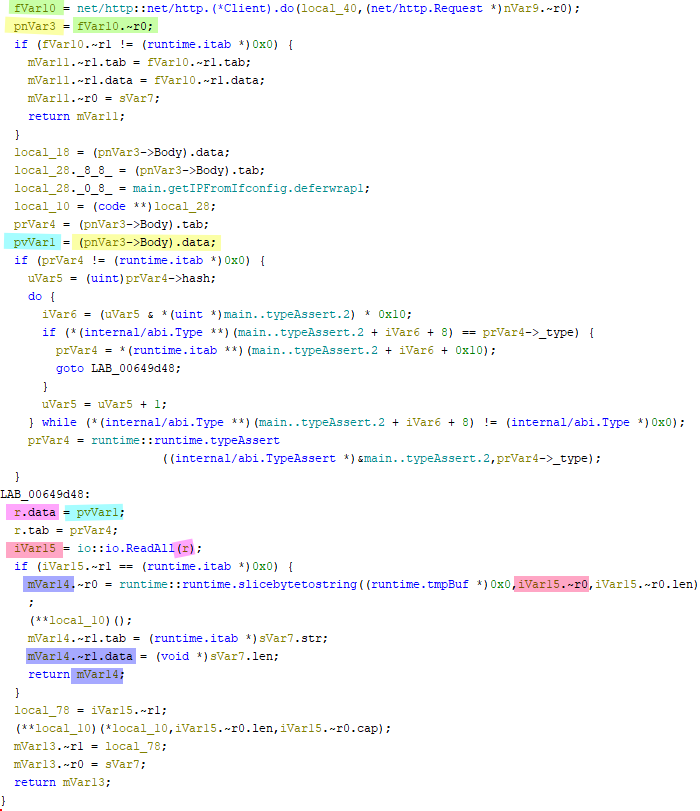 fVar10 = net/http::net/http.(*Client).do(local_40,(net/http.Request *)nVar9.~r0);
pnVar3 = fVar10.~r0;
if (fVar10.~r1 != (runtime.itab *)0x0) {
mVar11.~r1.tab = fVar10.~r1.tab;
mVar11.~r1.data = fVar10.~r1.data;
mVar11.~r0 = sVar7;
return mVar11;
}
local_18 = (pnVar3->Body).data;
local_28._8_8_ = (pnVar3->Body).tab;
local_28._0_8_ = main.getIPFromIfconfig.deferwrap1;
local_10 = (code **)local_28;
prVar4 = (pnVar3->Body).tab;
pvVar1 = (pnVar3->Body).data;
if (prVar4 != (runtime.itab *)0x0) {
uVar5 = (uint)prVar4->hash;
do {
iVar6 = (uVar5 & *(uint *)main..typeAssert.2) * 0x10;
if (*(internal/abi.Type **)(main..typeAssert.2 + iVar6 + 8) == prVar4->_type) {
prVar4 = *(runtime.itab **)(main..typeAssert.2 + iVar6 + 0x10);
goto LAB_00649d48;
}
uVar5 = uVar5 + 1;
} while (*(internal/abi.Type **)(main..typeAssert.2 + iVar6 + 8) != (internal/abi.Type *)0x0);
prVar4 = runtime::runtime.typeAssert
((internal/abi.TypeAssert *)&main..typeAssert.2,prVar4->_type);
}
LAB_00649d48:
r.data = pvVar1;
r.tab = prVar4;
iVar15 = io::io.ReadAll(r);
if (iVar15.~r1 == (runtime.itab *)0x0) {
mVar14.~r0 = runtime::runtime.slicebytetostring((runtime.tmpBuf *)0x0,iVar15.~r0,iVar15.~r0.len)
;
(**local_10)();
mVar14.~r1.tab = (runtime.itab *)sVar7.str;
mVar14.~r1.data = (void *)sVar7.len;
return mVar14;
}
local_78 = iVar15.~r1;
(**local_10)(*local_10,iVar15.~r0.len,iVar15.~r0.cap);
mVar13.~r1 = local_78;
mVar13.~r0 = sVar7;
return mVar13;
}